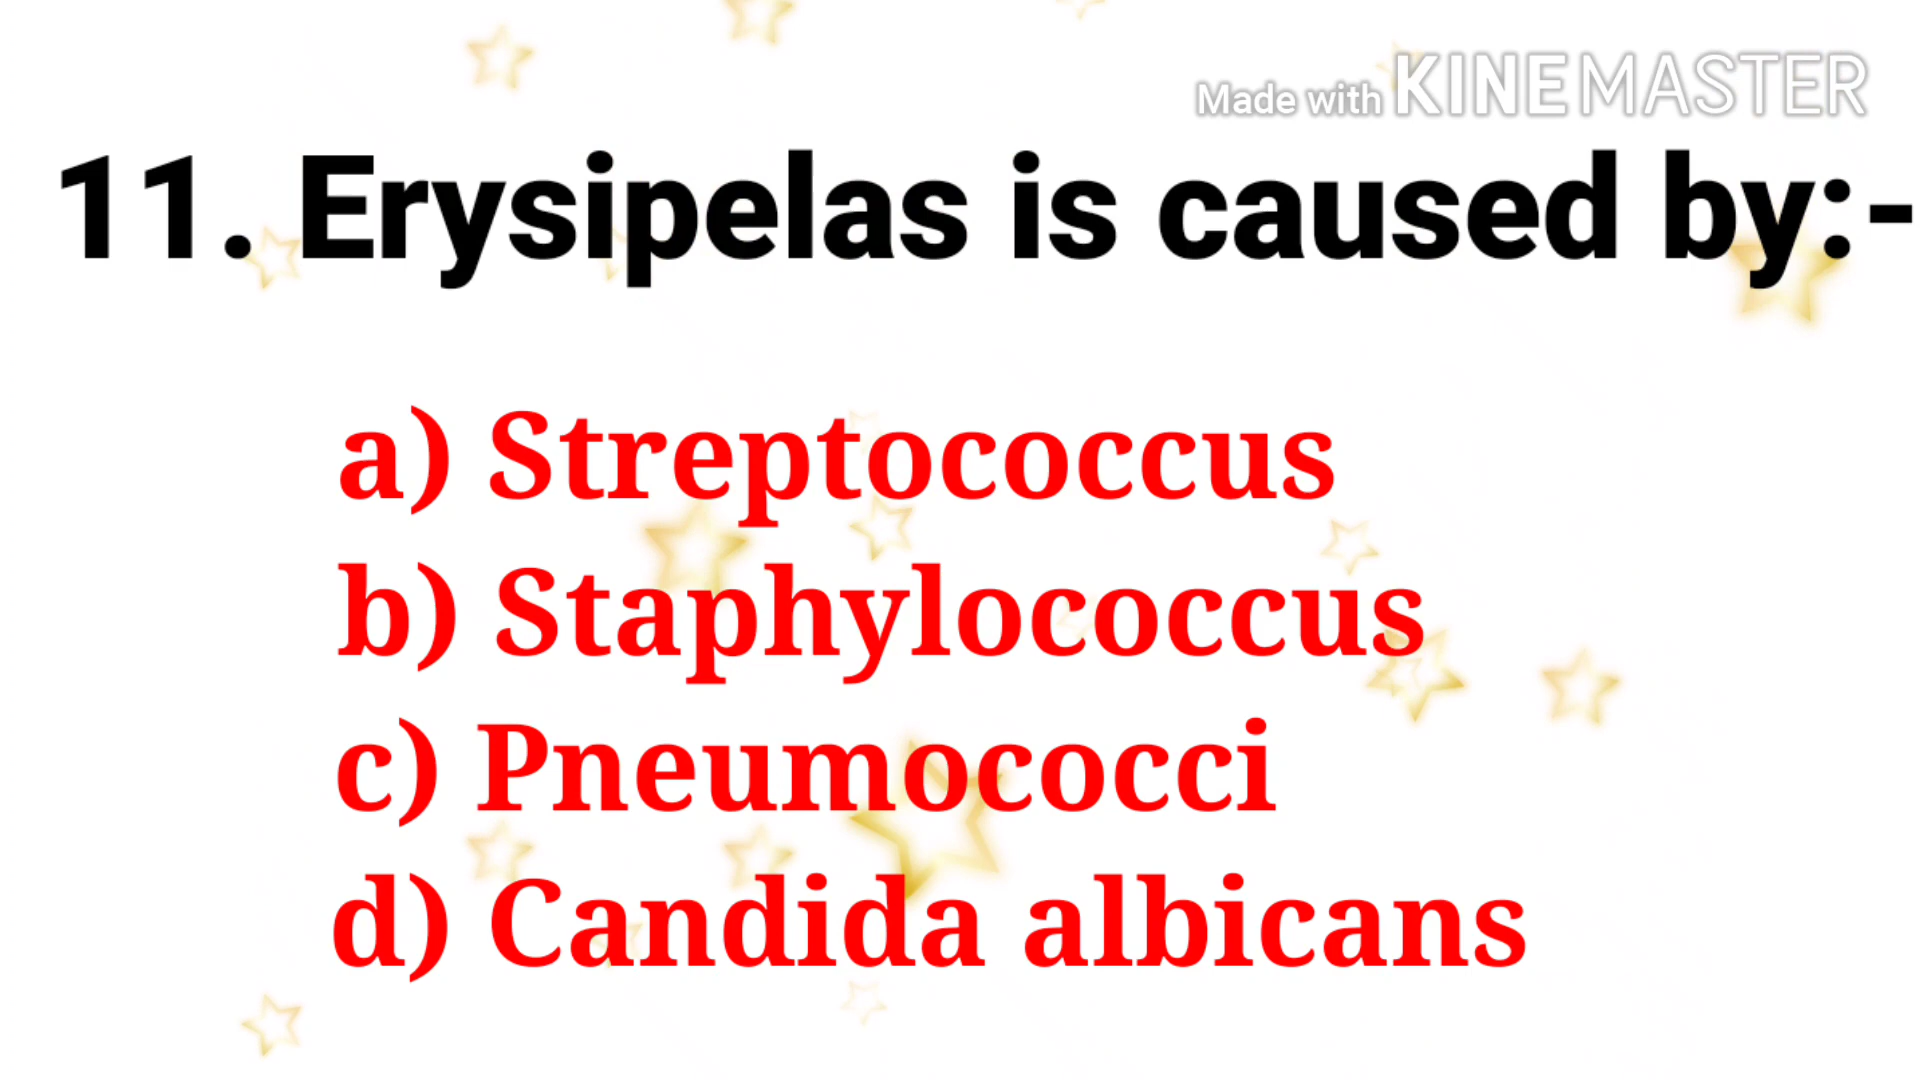 Made with KINEMASTER
11. Erysipelas is caused by:-
a) Streptococcus
b) Staphylococcus
c) Pneumococci
d) Candida albicans